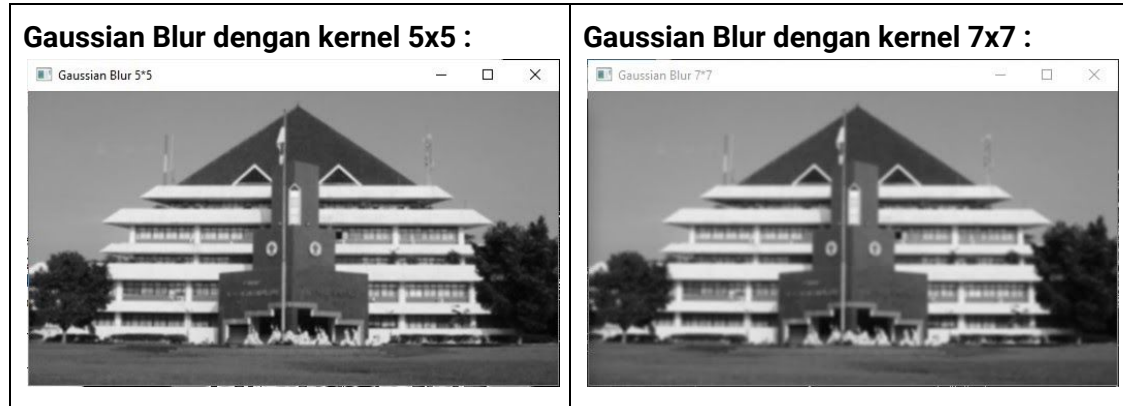 Gaussian Blur dengan kernel 5x5 :
Gaussian Blur 5*5
Gaussian Blur dengan kernel 7x7 :
Gaussian Blur 7*7